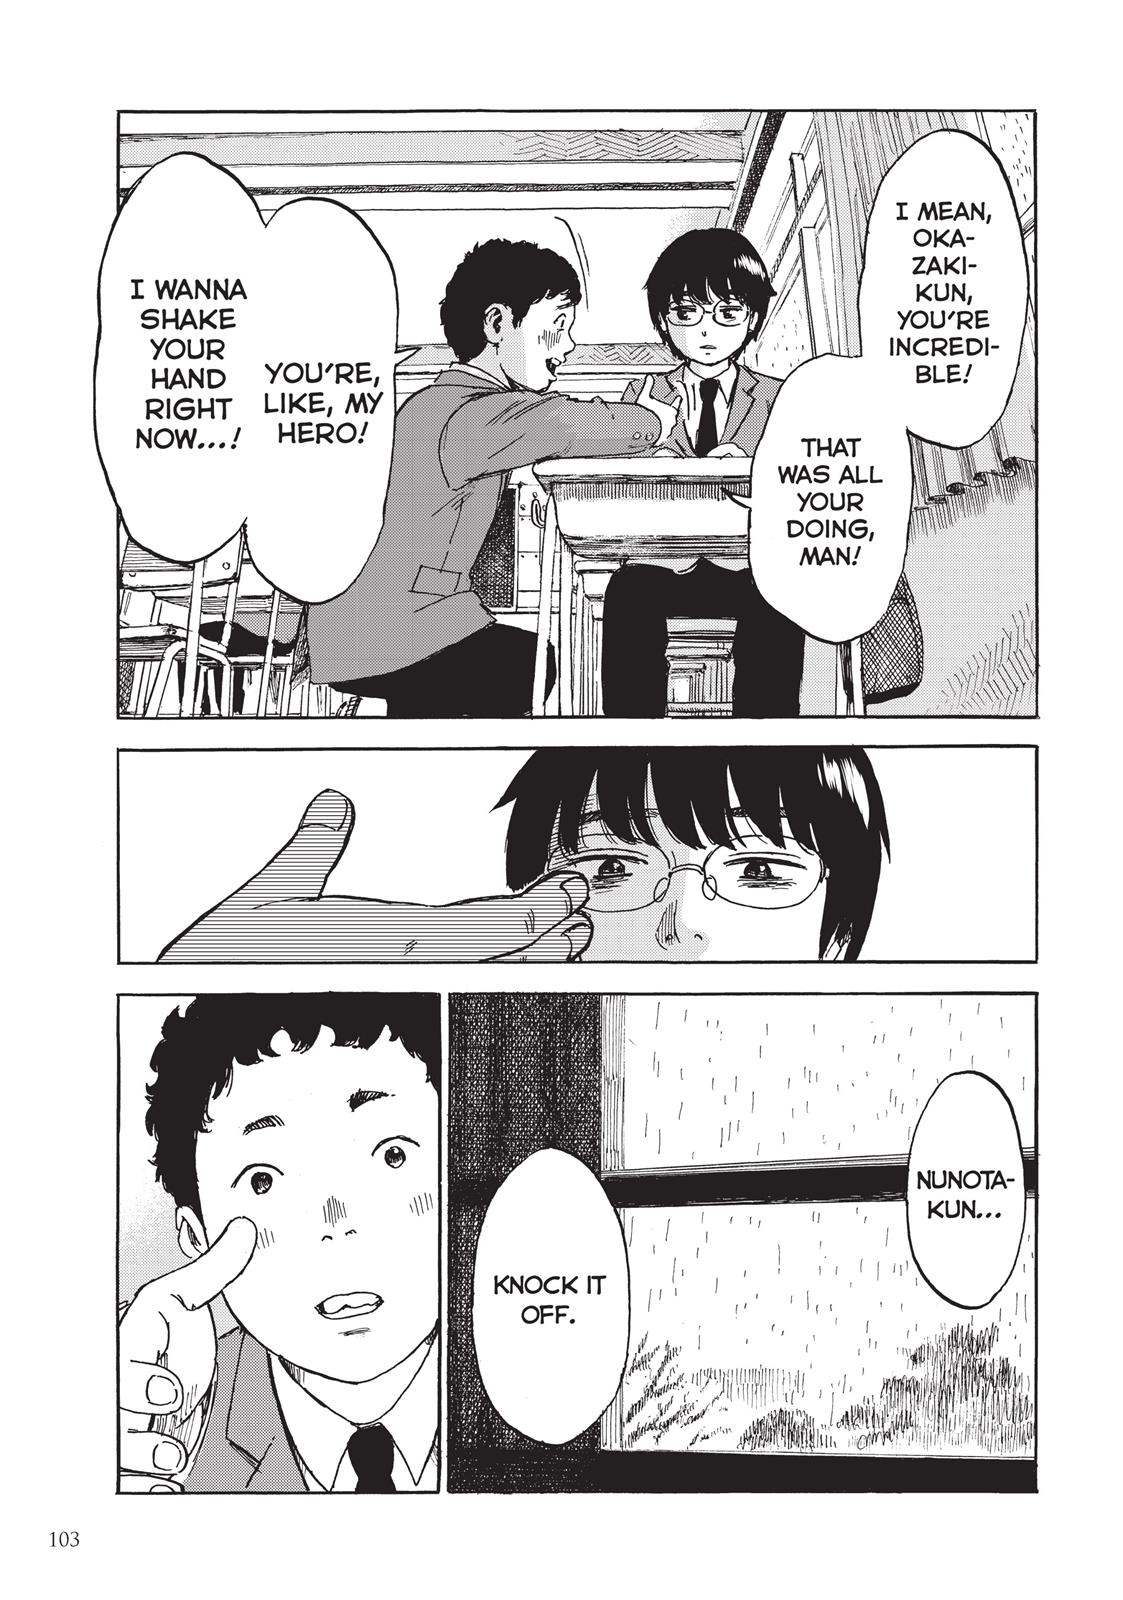 I MEAN,
OKA-
ZAKI-
KUN,
YOU'RE
INCREDI-
BLE!
THAT
WAS ALL
YOUR
DOING,
MAN!
YOU'RE,
LIKE, MY
HERO!
I WANNA
SHAKE
YOUR
HAND
RIGHT
NOW...!
NUNOTA-
KUN...
KNOCK IT
OFF.
103